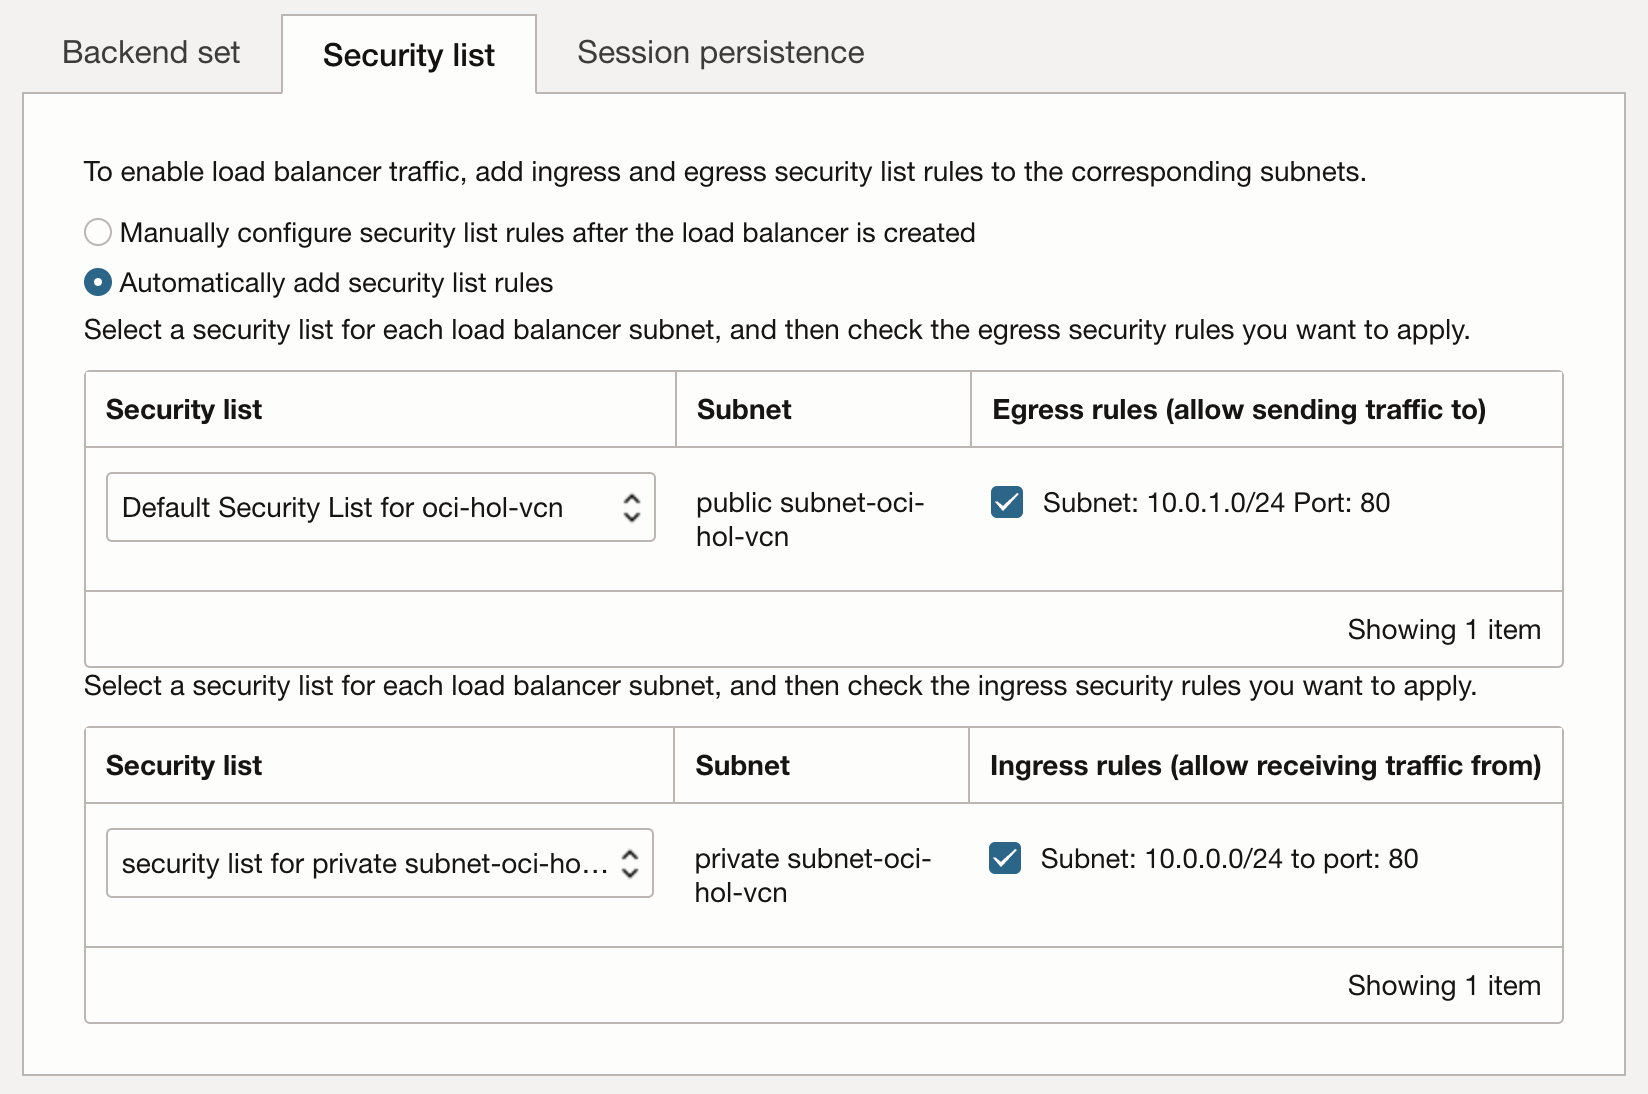 Backend set
Security list
Session persistence
To enable load balancer traffic, add ingress and egress security list rules to the corresponding subnets.
Manually configure security list rules after the load balancer is created
Automatically add security list rules
Select a security list for each load balancer subnet, and then check the egress security rules you want to apply.
Security list
Subnet
Egress rules (allow sending traffic to)
Default Security List for oci-hol-vcn
public subnet-oci-
hol-vcn
Subnet: 10.0.1.0/24 Port: 80
Showing 1 item
Select a security list for each load balancer subnet, and then check the ingress security rules you want to apply.
Security list
Subnet
Ingress rules (allow receiving traffic from)
security list for private subnet-oci-ho...
private subnet-oci-
hol-vcn
Subnet: 10.0.0.0/24 to port: 80
Showing 1 item